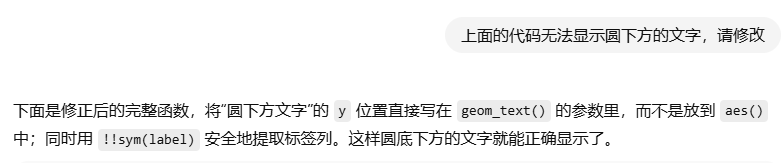 上面的代码无法显示圆下方的文字，请修改
下面是修正后的完整函数，将“圆下方文字”的 y 位置直接写在 geom_text() 的参数里，而不是放到 aes()
中；同时用 !!sym(label) 安全地提取标签列。这样圆底下方的文字就能正确显示了。